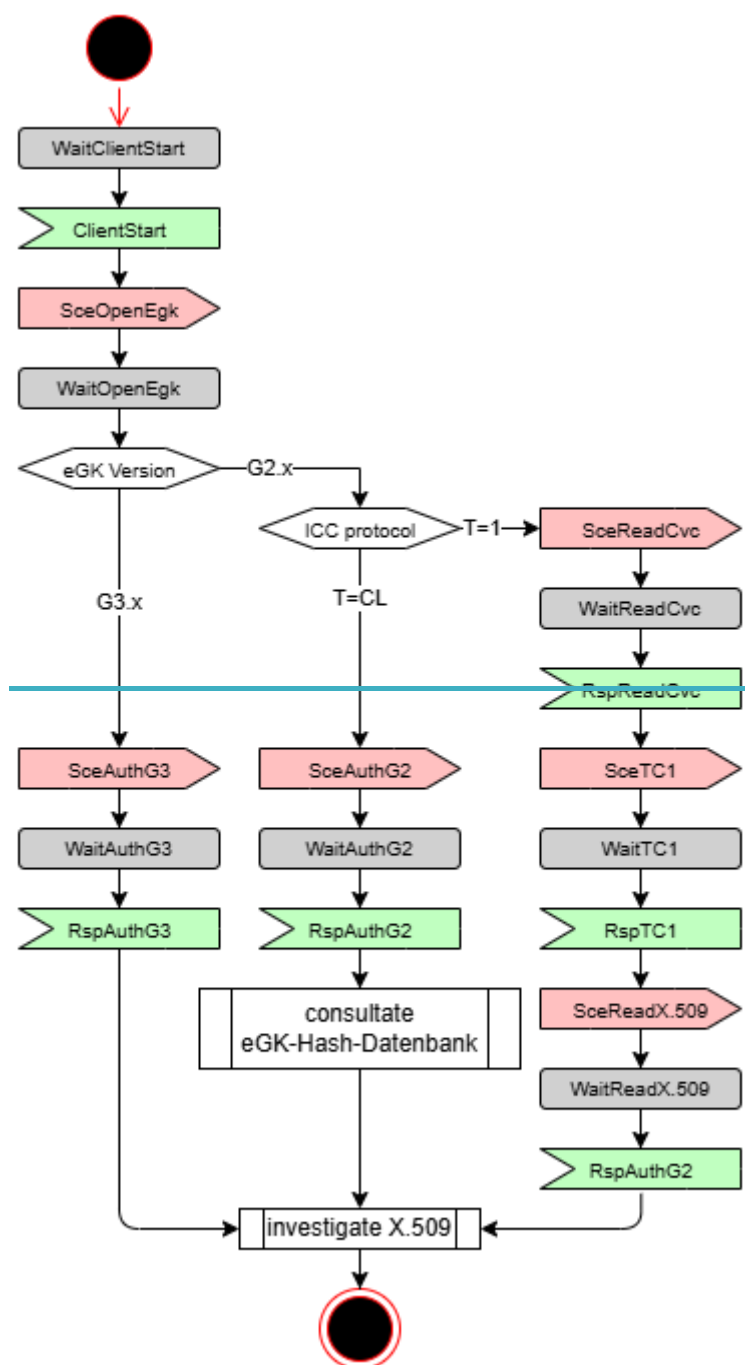 WaitClientStart
ClientStart
SceOpenEgk
WaitOpenEgk
eGK Version
G2.x
ICC protocol
T=1
SceReadCvc
G3.x
T=CL
WaitReadCvc
RspReadCvc
SceAuthG3
SceAuthG2
SceTC1
WaitAuthG3
WaitAuthG2
WaitTC1
RspAuthG3
RspAuthG2
RspTC1
consultate
eGK-Hash-Datenbank
SceReadX.509
WaitReadX.509
RspAuthG2
investigate X.509